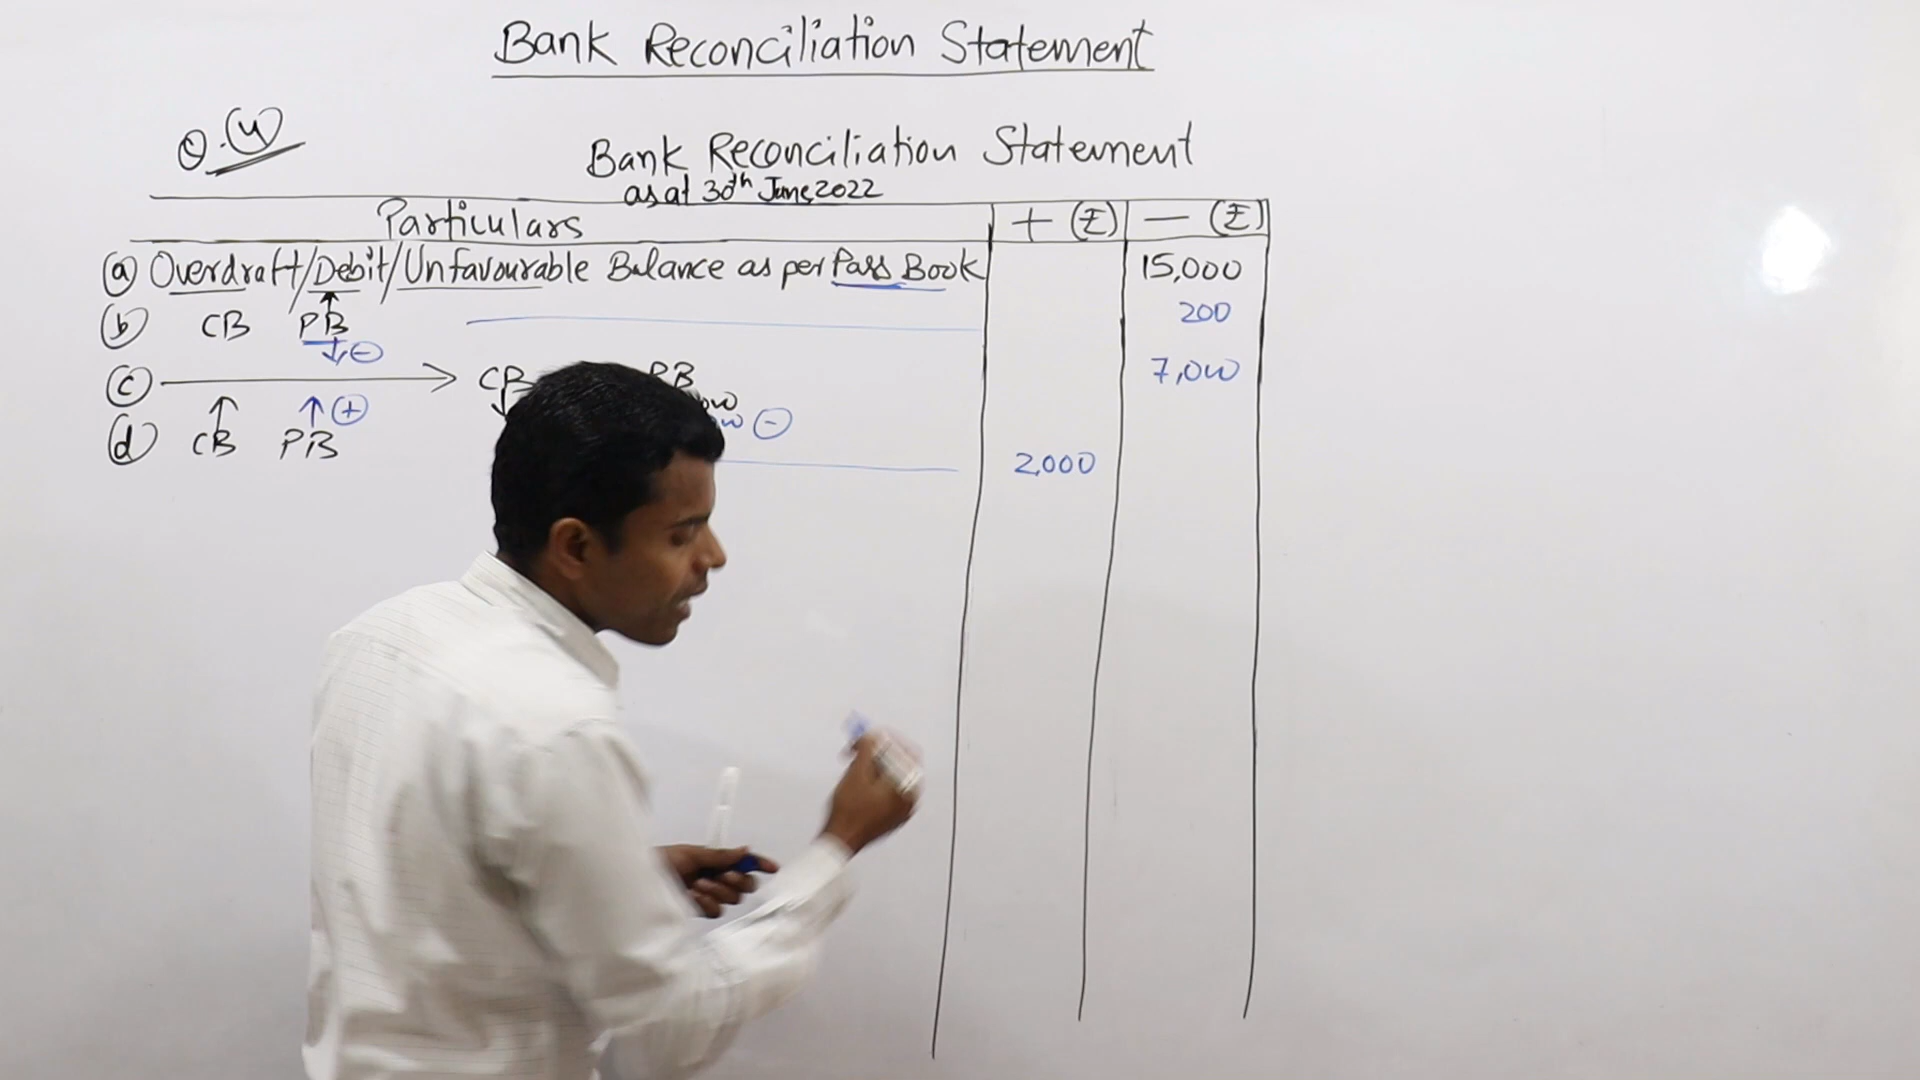 Bank Reconciliation Statement
Q.(4)
Bank Reconciliation Statement
as at 30th June, 2022
Particulars + (₹) — (₹)
(a) Overdraft/Debit/Unfavourable Balance as per Pass Book 15,000
(b) CB PB 200
↓⊖
(c) → CB PB 7,000
↑ ↑⊕ ⊖
(d) CB PB 2,000